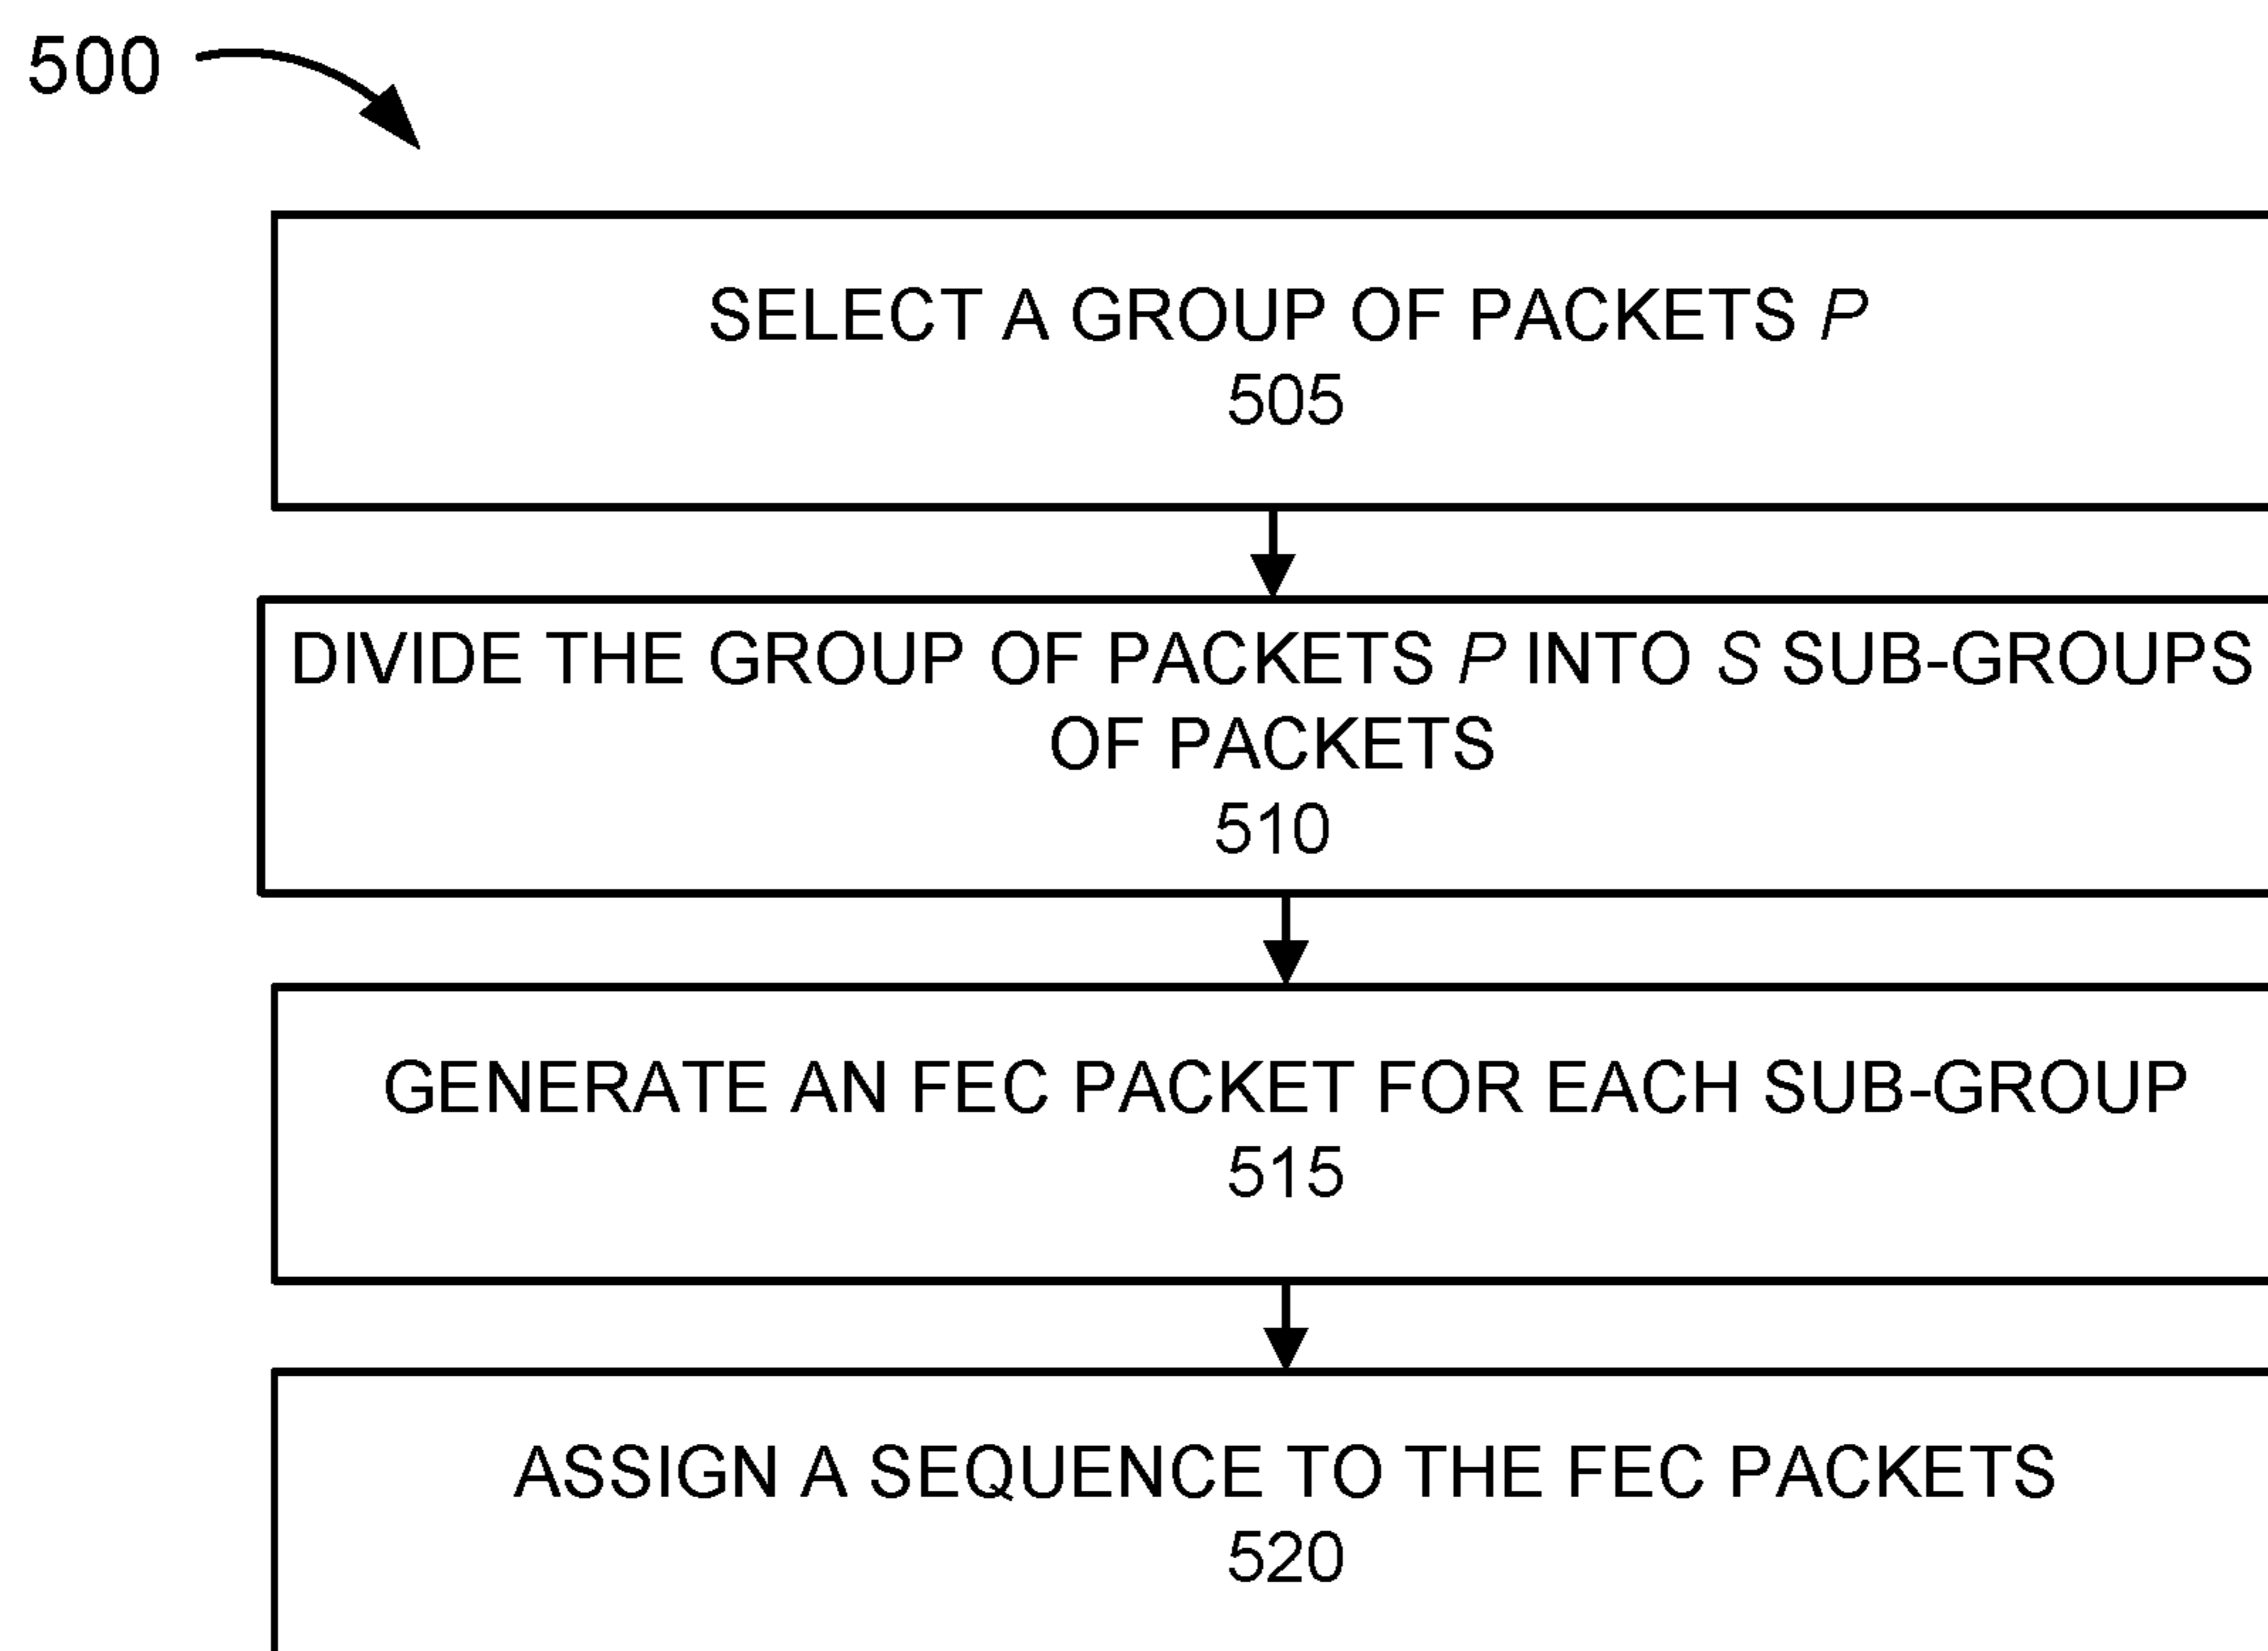 500
SELECT A GROUP OF PACKETS P
505
DIVIDE THE GROUP OF PACKETS P INTO S SUB-GROUPS
OF PACKETS
510
GENERATE AN FEC PACKET FOR EACH SUB-GROUP
515
ASSIGN A SEQUENCE TO THE FEC PACKETS
520